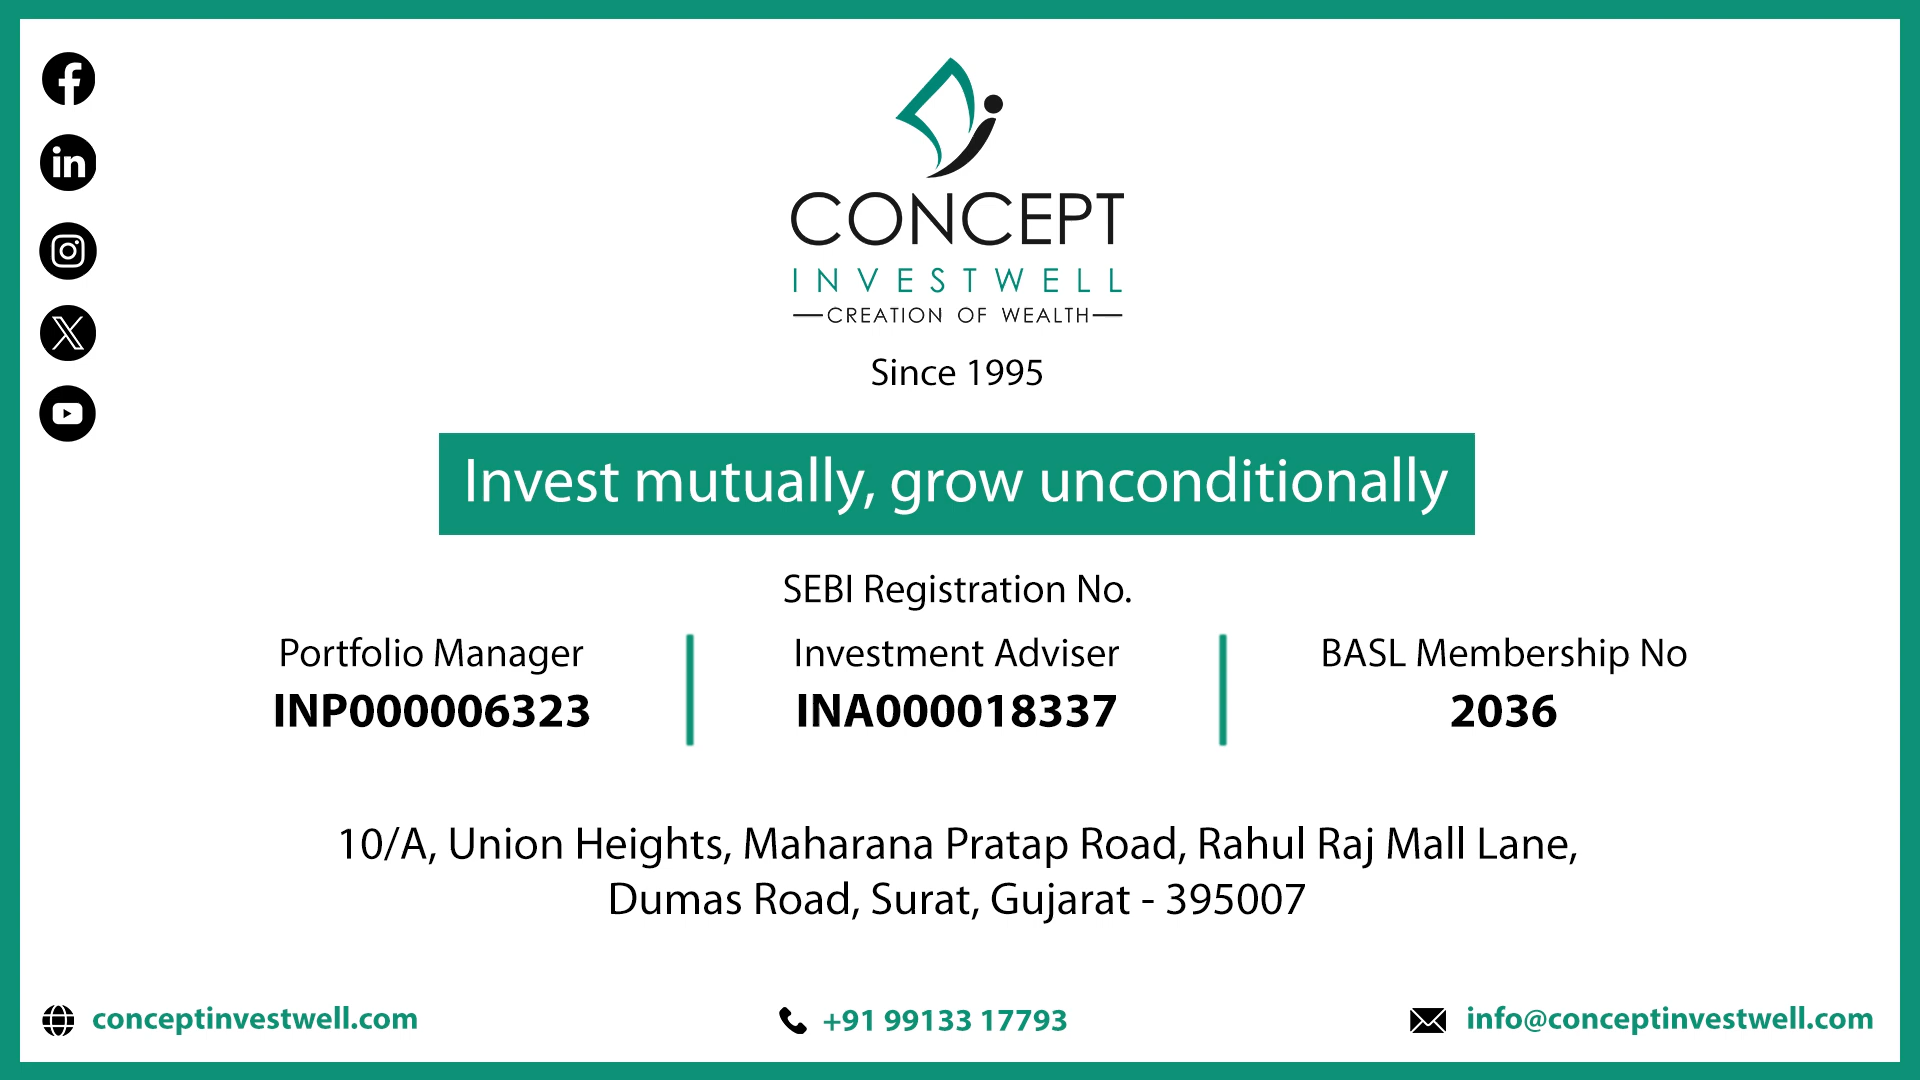 CONCEPT
INVESTWELL
CREATION OF WEALTH
Since 1995
Invest mutually, grow unconditionally
SEBI Registration No.
Portfolio Manager
INP000006323
Investment Adviser
INA000018337
BASL Membership No
2036
10/A, Union Heights, Maharana Pratap Road, Rahul Raj Mall Lane,
Dumas Road, Surat, Gujarat - 395007
conceptinvestwell.com
+91 99133 17793
info@conceptinvestwell.com